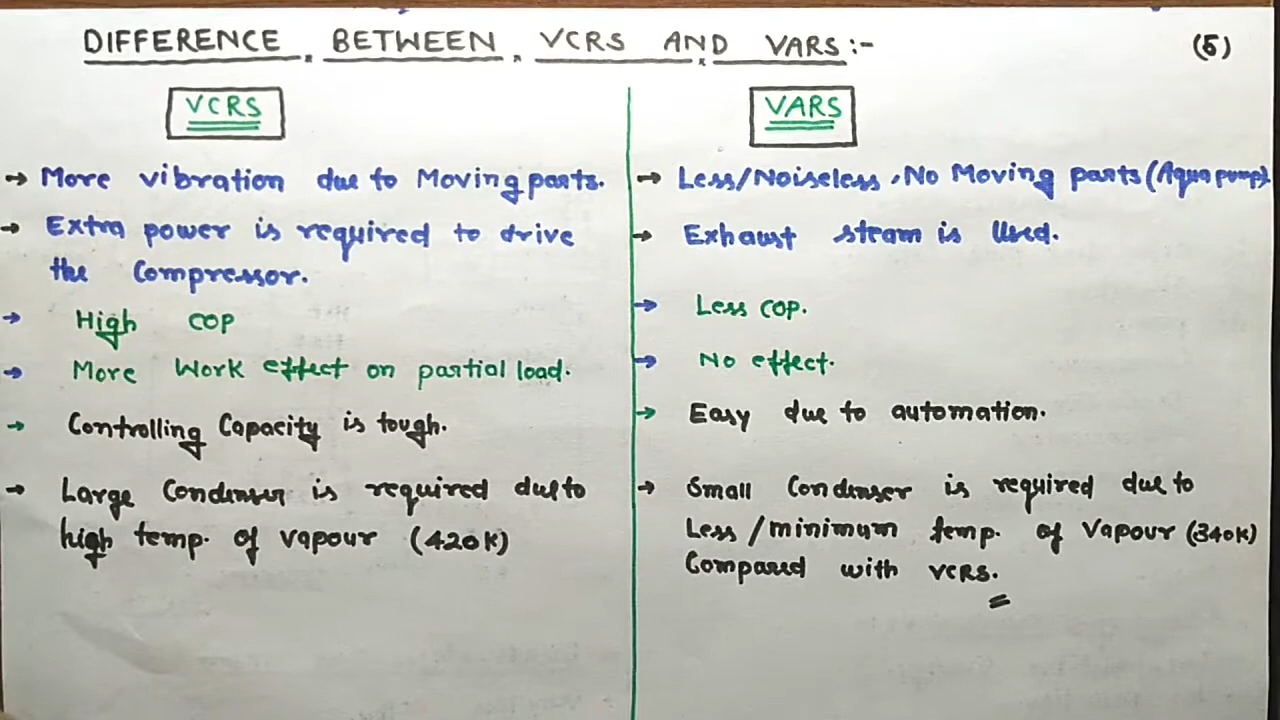 DIFFERENCE BETWEEN VCRS AND VARS:-
(5)
VCRS
→ More vibration due to Moving parts.
→ Extra power is required to drive
the Compressor.
→ High COP
→ More Work effect on partial load.
→ Controlling Capacity is tough.
→ Large Condenser is required due to
high temp. of vapour (420K)
VARS
→ Less/Noiseless, No Moving parts (Aqua pump).
→ Exhaust steam is Used.
→ Less COP.
→ No effect.
→ Easy due to automation.
→ Small Condenser is required due to
Less/minimum temp. of Vapour (340K)
Compared with VCRS.